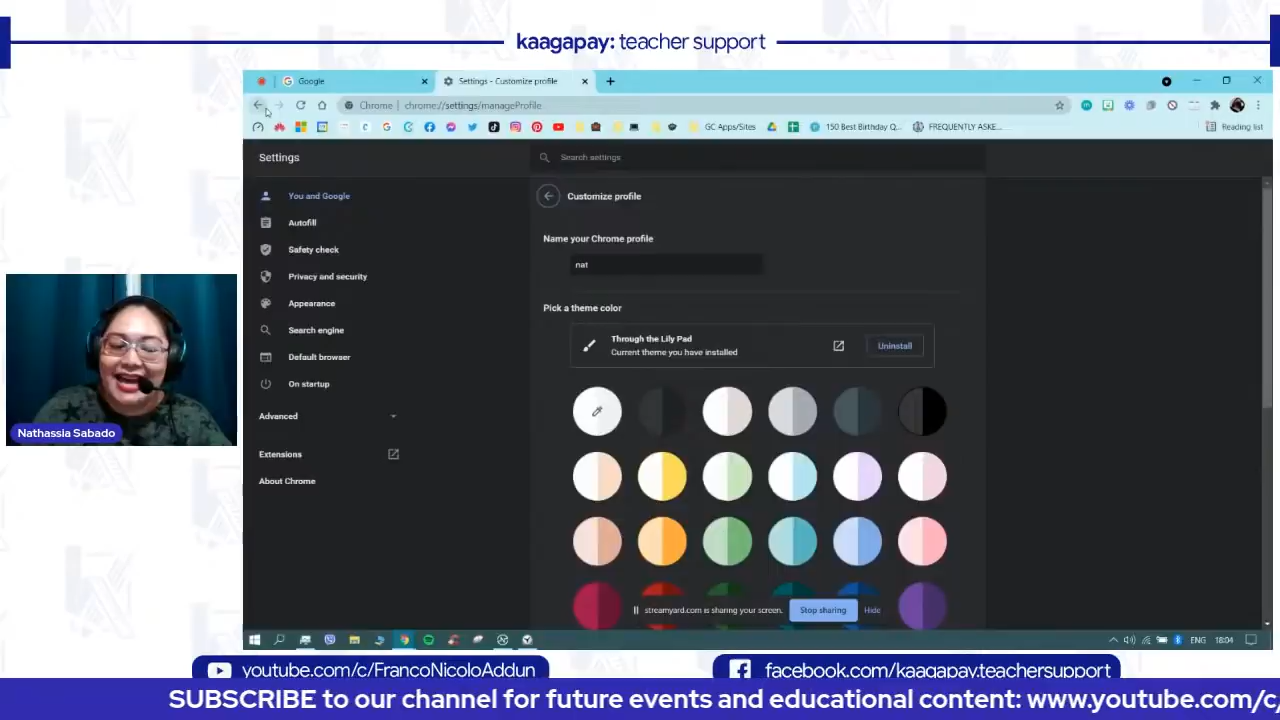 kaagapay: teacher support
Google
Settings - Customize profile
Chrome | chrome://settings/manageProfile
GC Apps/Sites
150 Best Birthday Q...
FREQUENTLY ASKE...
Reading list
Settings
Search settings
You and Google
Autofill
Safety check
Privacy and security
Appearance
Search engine
Default browser
On startup
Advanced
Extensions
About Chrome
Customize profile
Name your Chrome profile
nat
Pick a theme color
Through the Lily Pad
Current theme you have installed
Uninstall
Nathassia Sabado
streamyard.com is sharing your screen.
Stop sharing
Hide
ENG
18:04
youtube.com/c/FrancoNicoloAddun
facebook.com/kaagapay.teachersupport
SUBSCRIBE to our channel for future events and educational content: www.youtube.com/c/